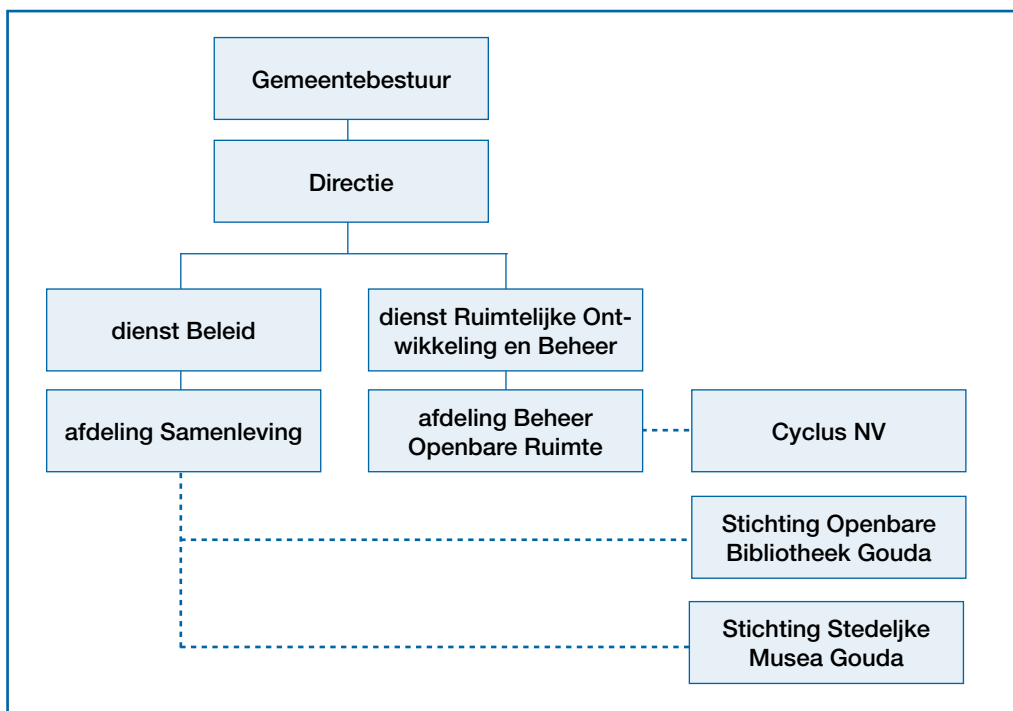 Gemeentebestuur
Directie
dienst Beleid
dienst Ruimtelijke Ont-
wikkeling en Beheer
afdeling Samenleving
afdeling Beheer
Openbare Ruimte
Cyclus NV
Stichting Openbare
Bibliotheek Gouda
Stichting Stedeljke
Musea Gouda